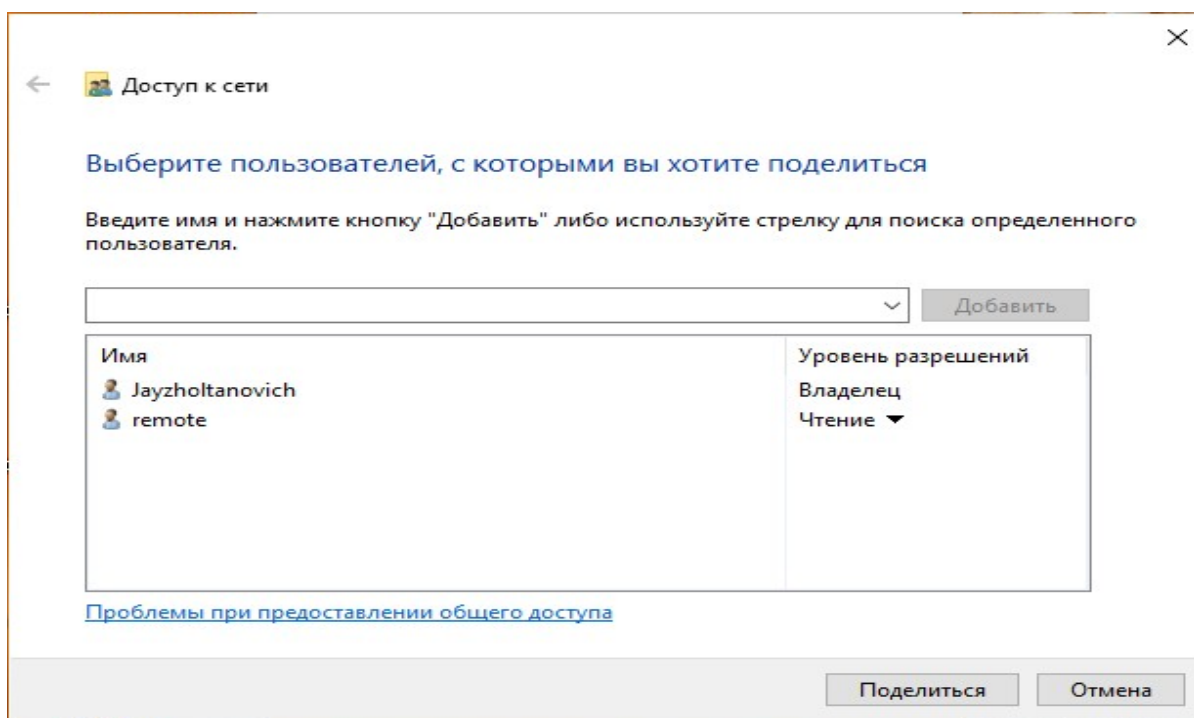 Доступ к сети
Выберите пользователей, с которыми вы хотите поделиться
Введите имя и нажмите кнопку "Добавить" либо используйте стрелку для поиска определенного
пользователя.
Добавить
Имя Уровень разрешений
Jayzholtanovich Владелец
remote Чтение
Проблемы при предоставлении общего доступа
Поделиться Отмена